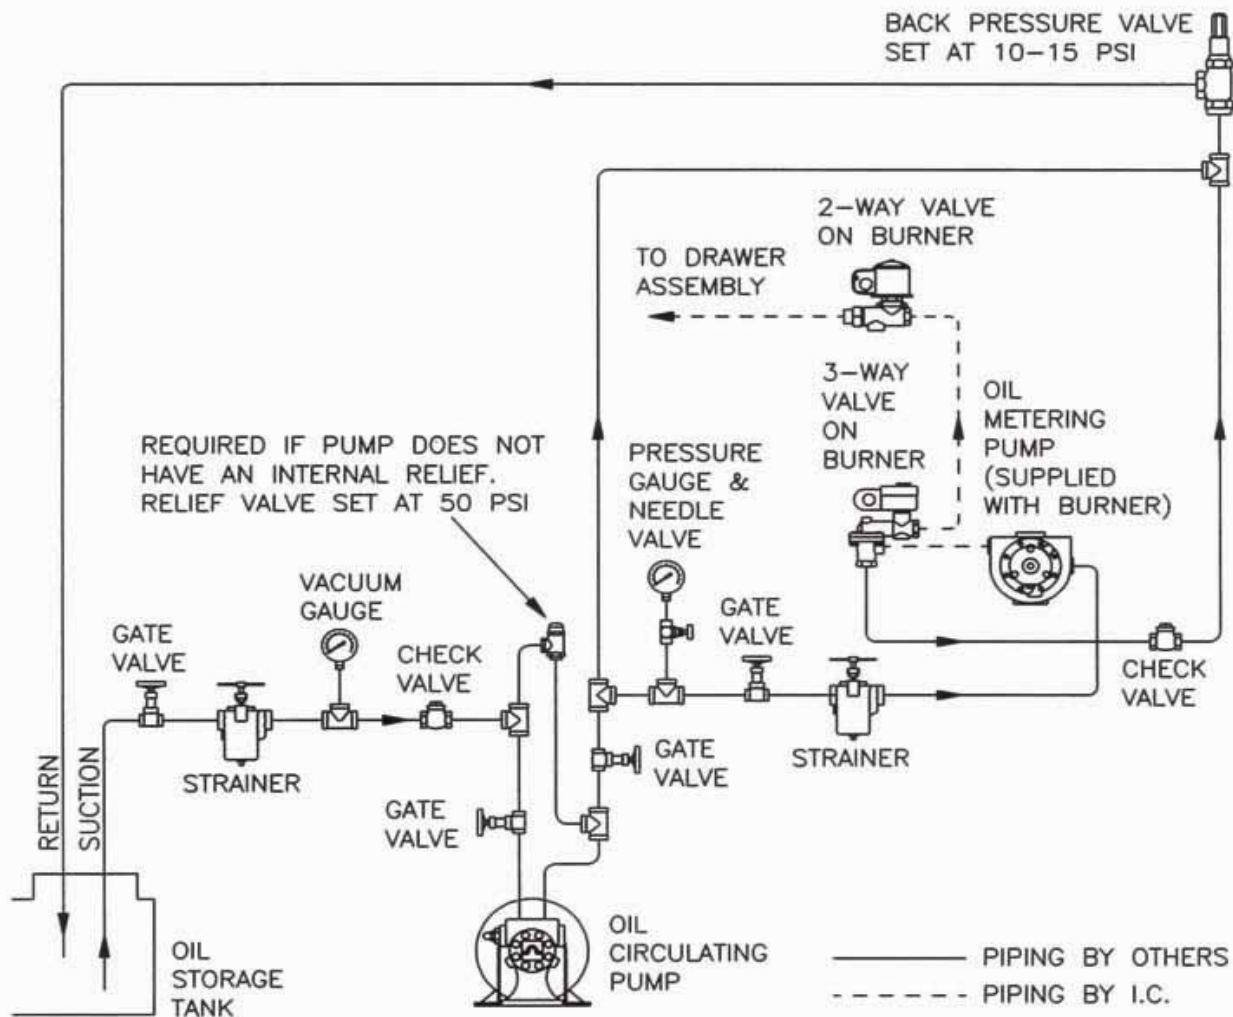 BACK PRESSURE VALVE
SET AT 10-15 PSI
2-WAY VALVE
ON BURNER
TO DRAWER
ASSEMBLY
3-WAY
VALVE
ON
BURNER
OIL
METERING
PUMP
(SUPPLIED
WITH BURNER)
REQUIRED IF PUMP DOES NOT
HAVE AN INTERNAL RELIEF.
RELIEF VALVE SET AT 50 PSI
PRESSURE
GAUGE &
NEEDLE
VALVE
VACUUM
GAUGE
GATE
VALVE
CHECK
VALVE
GATE
VALVE
CHECK
VALVE
STRAINER
GATE
VALVE
STRAINER
GATE
VALVE
RETURN
SUCTION
OIL
STORAGE
TANK
OIL
CIRCULATING
PUMP
PIPING BY OTHERS
PIPING BY I.C.